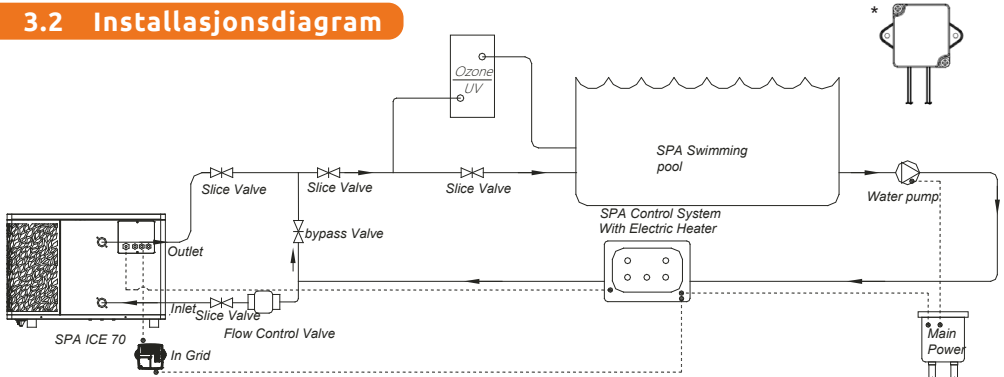 3.2 Installasjonsdiagram
*
Ozone
UV
SPA Swimming
pool
Slice Valve
Slice Valve
Slice Valve
Water pump
SPA Control System
With Electric Heater
bypass Valve
Outlet
Inlet
Slice Valve
Flow Control Valve
SPA ICE 70
In Grid
Main
Power